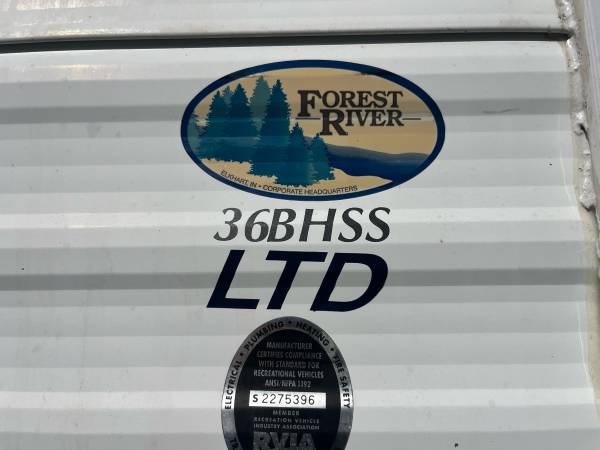 FOREST
RIVER
ELKHART, IN • CORPORATE HEADQUARTERS
36BHSS
LTD
ELECTRICAL • PLUMBING • HEATING • FIRE SAFETY
MANUFACTURER
CERTIFIES COMPLIANCE
WITH STANDARD FOR
RECREATIONAL VEHICLES
ANSI/NFPA 1192
S 2275396
MEMBER
RECREATION VEHICLE
INDUSTRY ASSOCIATION
RVIA